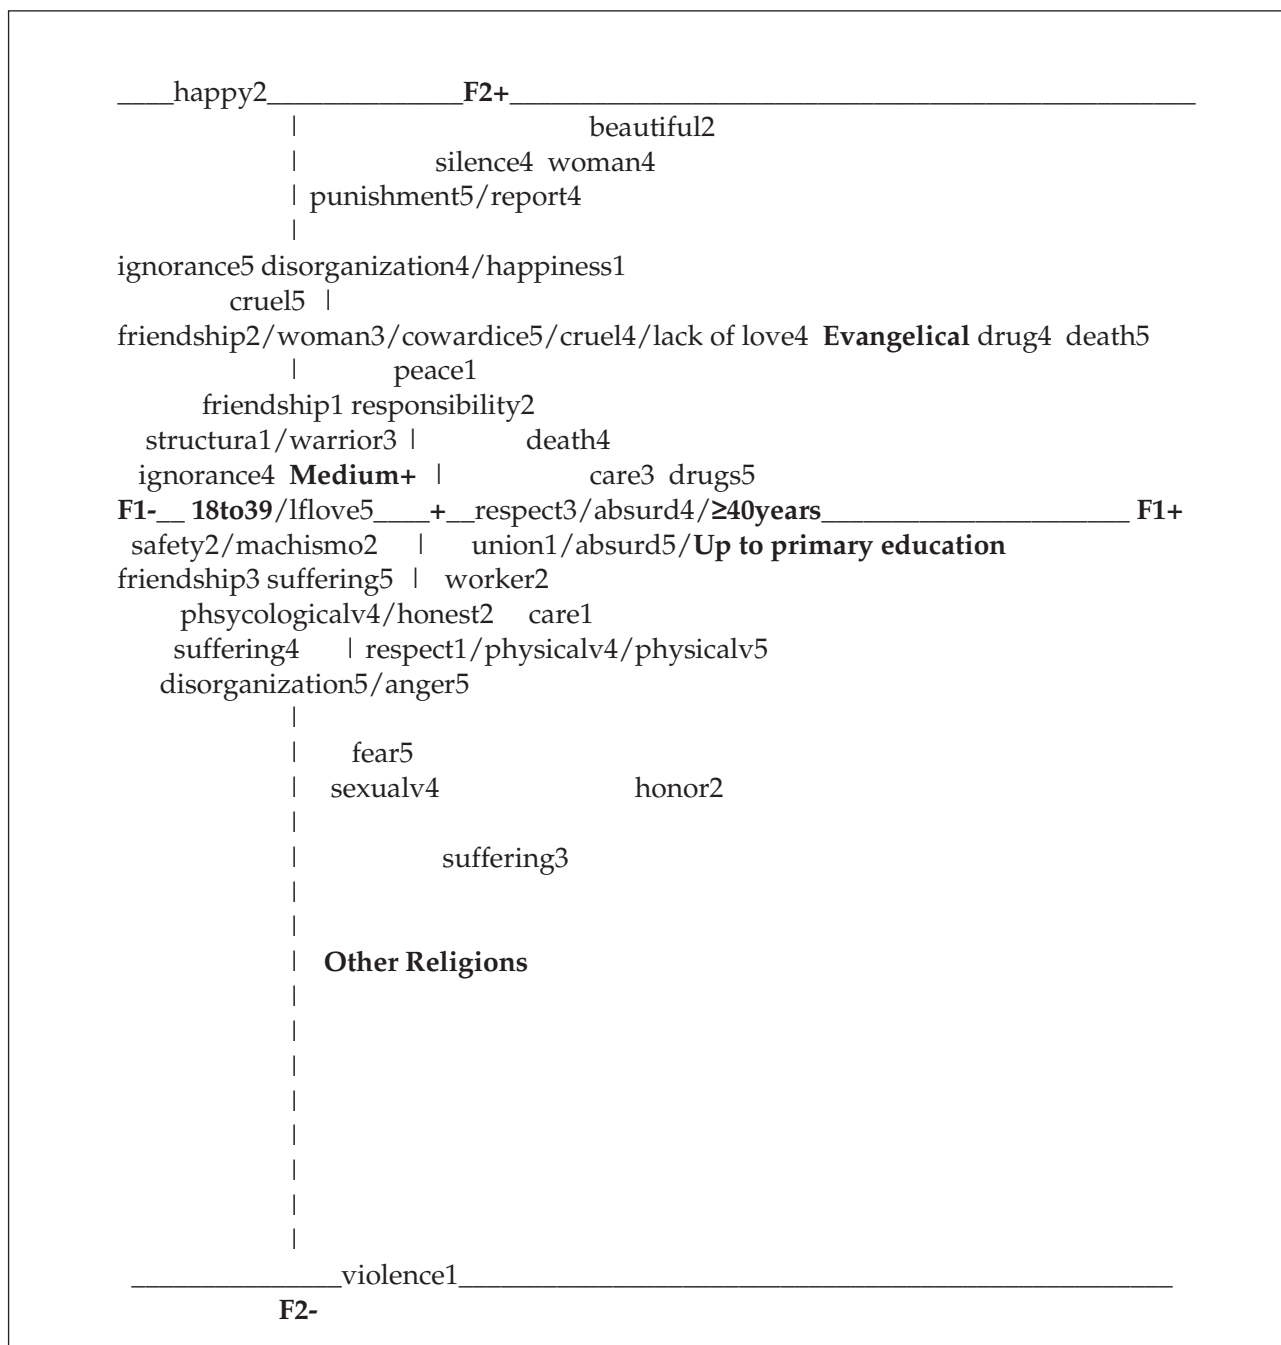 ____happy2______________F2+_________________________________________________
| beautiful2
| silence4 woman4
| punishment5/report4
|
ignorance5 disorganization4/happiness1
cruel5 |
friendship2/woman3/cowardice5/cruel4/lack of love4 Evangelical drug4 death5
| peace1
friendship1 responsibility2
structura1/warrior3 | death4
ignorance4 Medium+ | care3 drugs5
F1-__ 18to39/lflove5____+__respect3/absurd4/≥40years______________________ F1+
safety2/machismo2 | union1/absurd5/Up to primary education
friendship3 suffering5 | worker2
phsycologicalv4/honest2 care1
suffering4 | respect1/physicalv4/physicalv5
disorganization5/anger5
|
| fear5
| sexualv4 honor2
|
| suffering3
|
|
| Other Religions
|
|
|
|
|
|
|
|
_______________violence1___________________________________________________
F2-